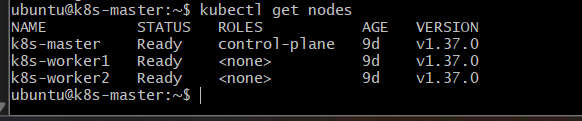 ubuntu@k8s-master:~$ kubectl get nodes
NAME          STATUS   ROLES           AGE   VERSION
k8s-master    Ready    control-plane   9d    v1.37.0
k8s-worker1   Ready    <none>          9d    v1.37.0
k8s-worker2   Ready    <none>          9d    v1.37.0
ubuntu@k8s-master:~$